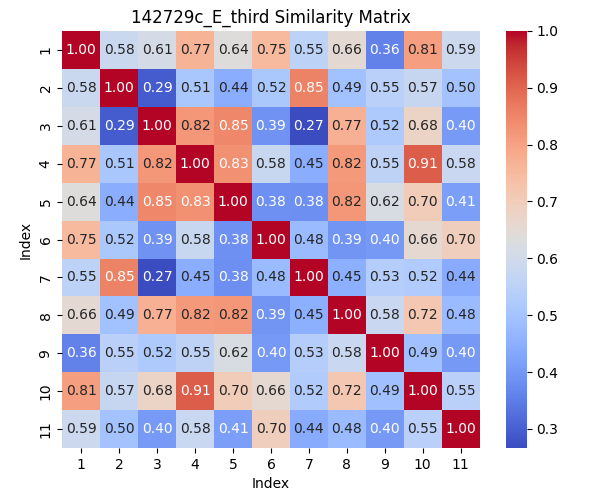 142729c_E_third Similarity Matrix
1 1.00 0.58 0.61 0.77 0.64 0.75 0.55 0.66 0.36 0.81 0.59
2 0.58 1.00 0.29 0.51 0.44 0.52 0.85 0.49 0.55 0.57 0.50
3 0.61 0.29 1.00 0.82 0.85 0.39 0.27 0.77 0.52 0.68 0.40
4 0.77 0.51 0.82 1.00 0.83 0.58 0.45 0.82 0.55 0.91 0.58
5 0.64 0.44 0.85 0.83 1.00 0.38 0.38 0.82 0.62 0.70 0.41
6 0.75 0.52 0.39 0.58 0.38 1.00 0.48 0.39 0.40 0.66 0.70
7 0.55 0.85 0.27 0.45 0.38 0.48 1.00 0.45 0.53 0.52 0.44
8 0.66 0.49 0.77 0.82 0.82 0.39 0.45 1.00 0.58 0.72 0.48
9 0.36 0.55 0.52 0.55 0.62 0.40 0.53 0.58 1.00 0.49 0.40
10 0.81 0.57 0.68 0.91 0.70 0.66 0.52 0.72 0.49 1.00 0.55
11 0.59 0.50 0.40 0.58 0.41 0.70 0.44 0.48 0.40 0.55 1.00
1 2 3 4 5 6 7 8 9 10 11
Index
Index
1.0
0.9
0.8
0.7
0.6
0.5
0.4
0.3